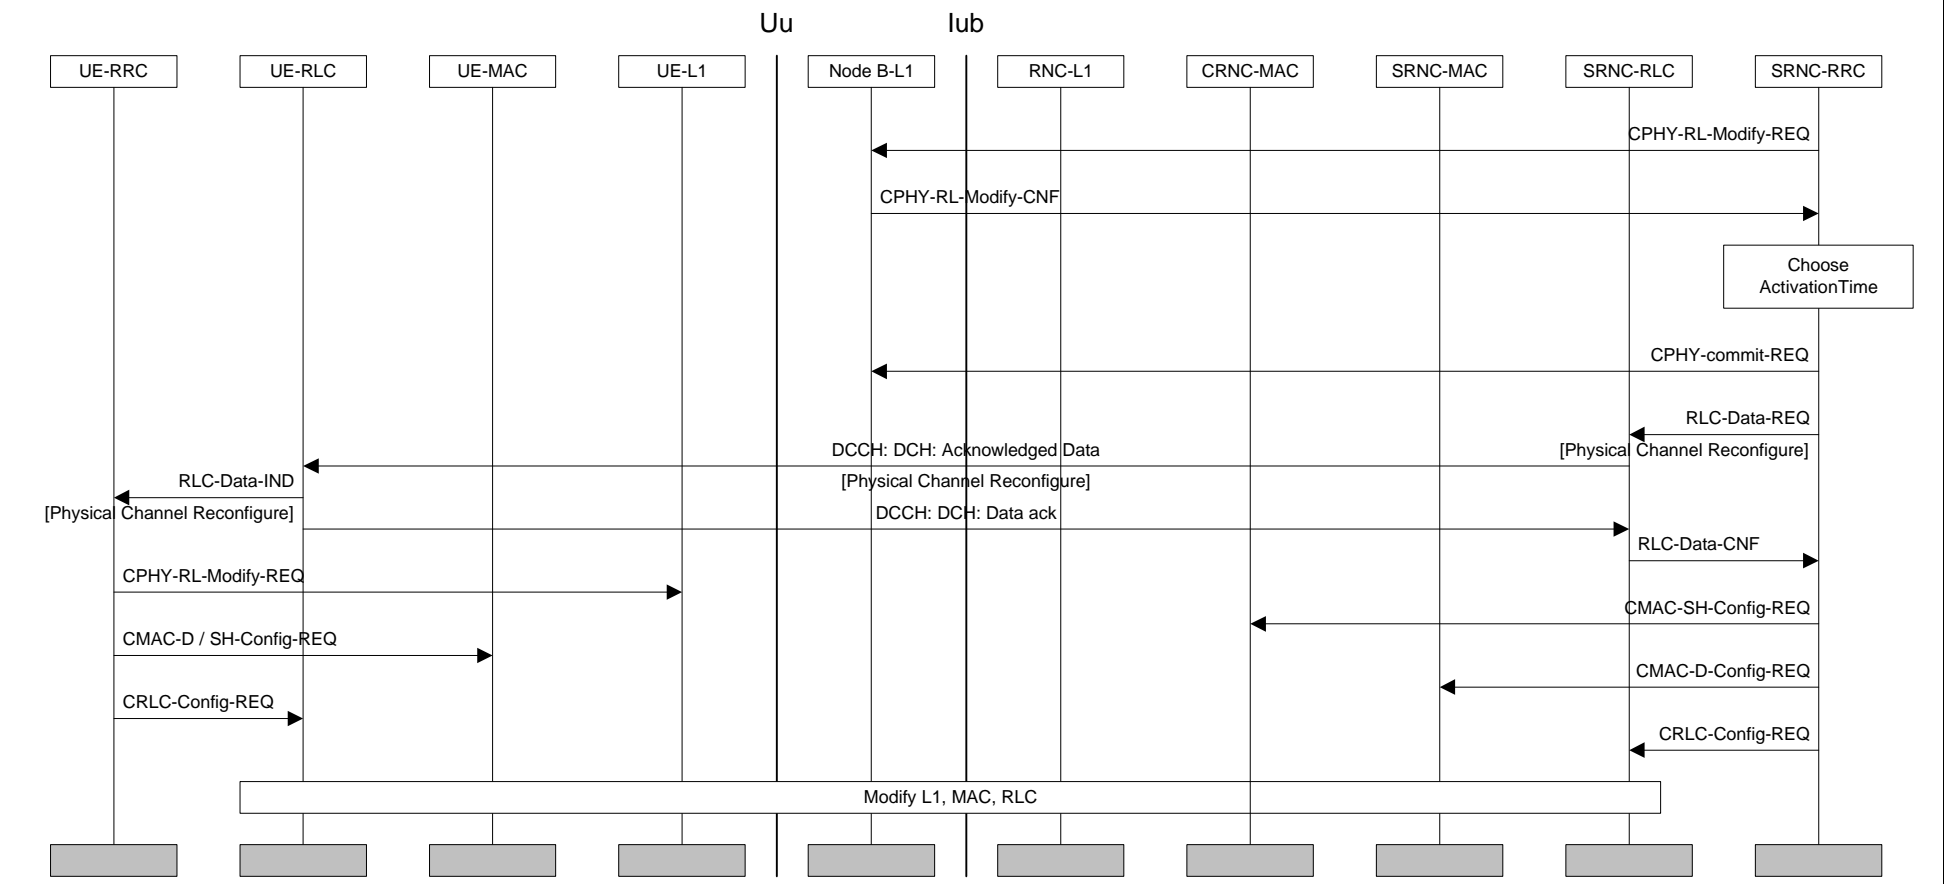 Uu
Iub
UE-RRC
UE-RLC
UE-MAC
UE-L1
Node B-L1
RNC-L1
CRNC-MAC
SRNC-MAC
SRNC-RLC
SRNC-RRC
CPHY-RL-Modify-REQ
CPHY-RL-Modify-CNF
Choose
ActivationTime
CPHY-commit-REQ
RLC-Data-REQ
[Physical Channel Reconfigure]
DCCH: DCH: Acknowledged Data
[Physical Channel Reconfigure]
RLC-Data-IND
[Physical Channel Reconfigure]
DCCH: DCH: Data ack
RLC-Data-CNF
CPHY-RL-Modify-REQ
CMAC-SH-Config-REQ
CMAC-D / SH-Config-REQ
CMAC-D-Config-REQ
CRLC-Config-REQ
CRLC-Config-REQ
Modify L1, MAC, RLC